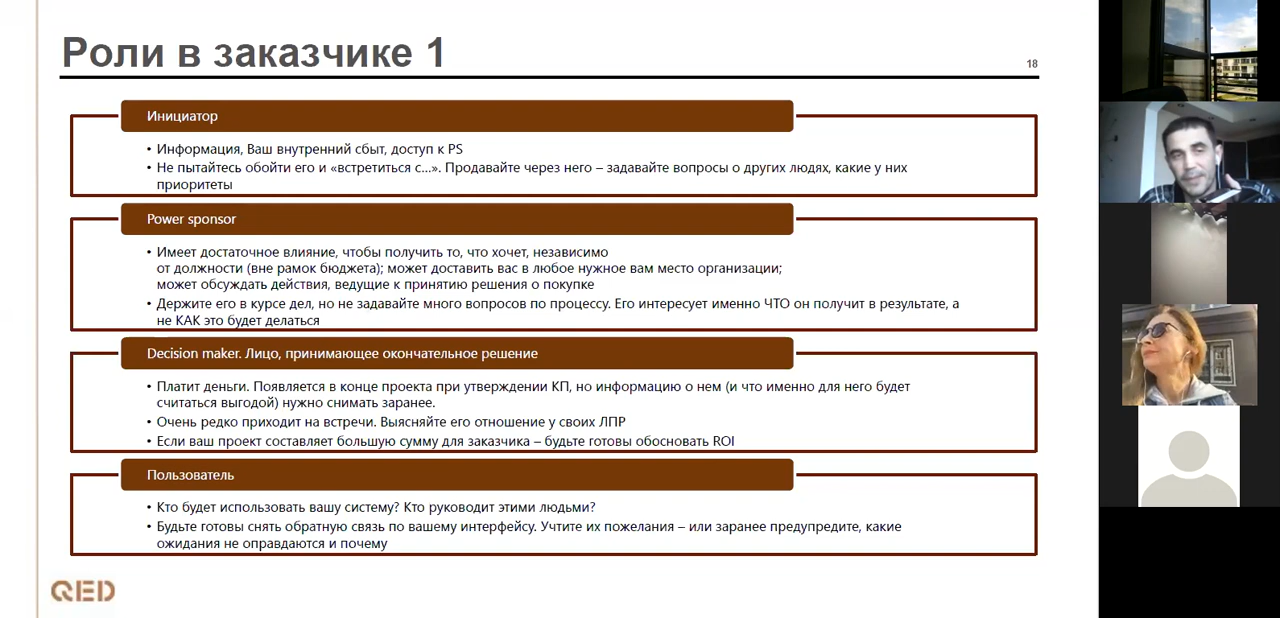 Роли в заказчике 1
18
Инициатор
• Информация, Ваш внутренний сбыт, доступ к PS
• Не пытайтесь обойти его и «встретиться с…». Продавайте через него – задавайте вопросы о других людях, какие у них
приоритеты
Power sponsor
• Имеет достаточное влияние, чтобы получить то, что хочет, независимо
от должности (вне рамок бюджета); может доставить вас в любое нужное вам место организации;
может обсуждать действия, ведущие к принятию решения о покупке
• Держите его в курсе дел, но не задавайте много вопросов по процессу. Его интересует именно ЧТО он получит в результате, а
не КАК это будет делаться
Decision maker. Лицо, принимающее окончательное решение
• Платит деньги. Появляется в конце проекта при утверждении КП, но информацию о нем (и что именно для него будет
считаться выгодой) нужно снимать заранее.
• Очень редко приходит на встречи. Выясняйте его отношение у своих ЛПР
• Если ваш проект составляет большую сумму для заказчика – будьте готовы обосновать ROI
Пользователь
• Кто будет использовать вашу систему? Кто руководит этими людьми?
• Будьте готовы снять обратную связь по вашему интерфейсу. Учтите их пожелания – или заранее предупредите, какие
ожидания не оправдаются и почему
QED